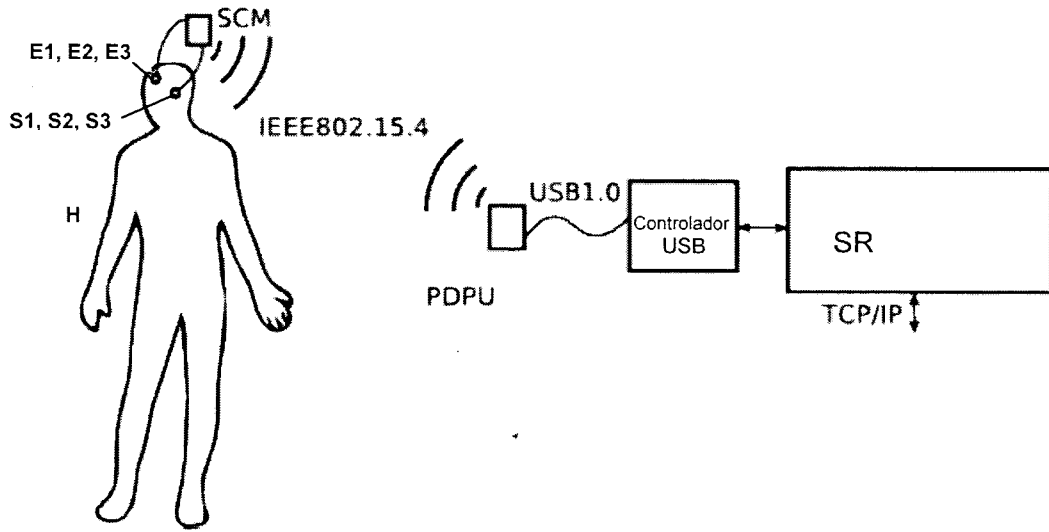 SCM
E1, E2, E3
S1, S2, S3
IEEE802.15.4
H
USB1.0
Controlador
USB
SR
PDPU
TCP/IP